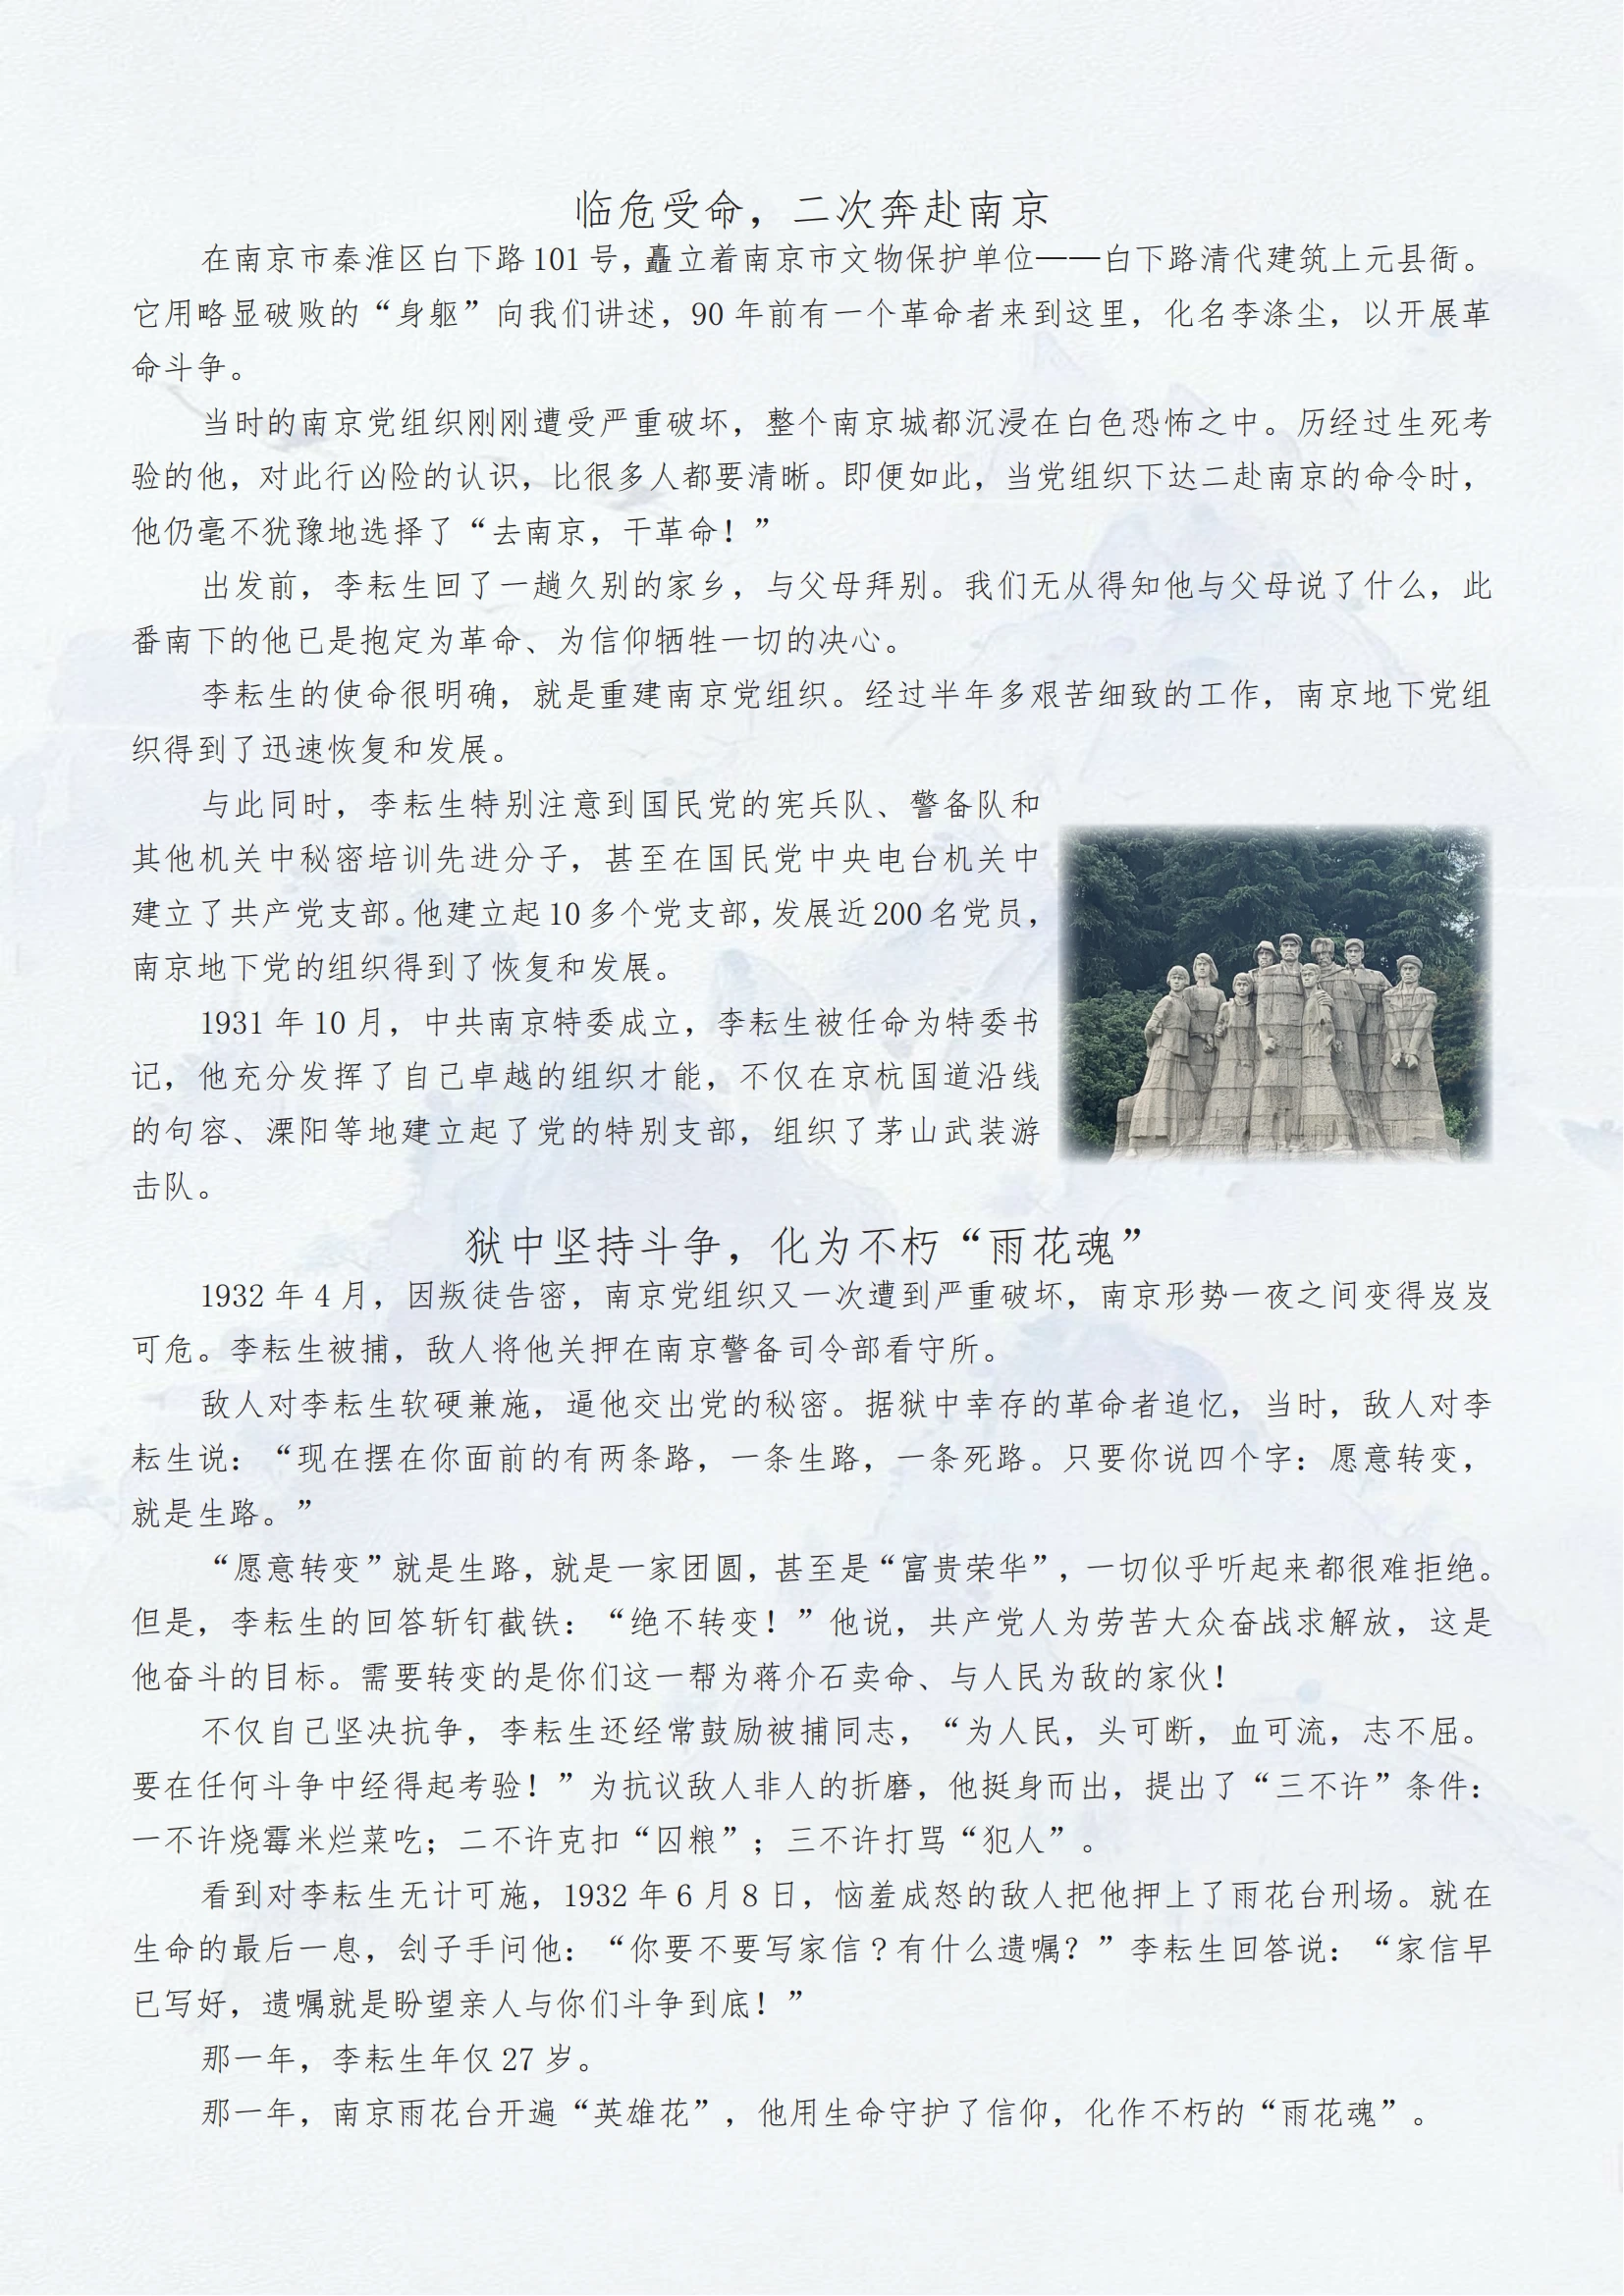 临危受命，二次奔赴南京
在南京市秦淮区白下路101号，矗立着南京市文物保护单位——白下路清代建筑上元县衙。
它用略显破败的“身躯”向我们讲述，90年前有一个革命者来到这里，化名李涤尘，以开展革
命斗争。
当时的南京党组织刚刚遭受严重破坏，整个南京城都沉浸在白色恐怖之中。历经过生死考
验的他，对此行凶险的认识，比很多人都要清晰。即便如此，当党组织下达二赴南京的命令时，
他仍毫不犹豫地选择了“去南京，干革命！”
出发前，李耘生回了一趟久别的家乡，与父母拜别。我们无从得知他与父母说了什么，此
番南下的他已是抱定为革命、为信仰牺牲一切的决心。
李耘生的使命很明确，就是重建南京党组织。经过半年多艰苦细致的工作，南京地下党组
织得到了迅速恢复和发展。
与此同时，李耘生特别注意到国民党的宪兵队、警备队和
其他机关中秘密培训先进分子，甚至在国民党中央电台机关中
建立了共产党支部。他建立起10多个党支部，发展近200名党员，
南京地下党的组织得到了恢复和发展。
1931年10月，中共南京特委成立，李耘生被任命为特委书
记，他充分发挥了自己卓越的组织才能，不仅在京杭国道沿线
的句容、溧阳等地建立起了党的特别支部，组织了茅山武装游
击队。
狱中坚持斗争，化为不朽“雨花魂”
1932年4月，因叛徒告密，南京党组织又一次遭到严重破坏，南京形势一夜之间变得岌岌
可危。李耘生被捕，敌人将他关押在南京警备司令部看守所。
敌人对李耘生软硬兼施，逼他交出党的秘密。据狱中幸存的革命者追忆，当时，敌人对李
耘生说：“现在摆在你面前的有两条路，一条生路，一条死路。只要你说四个字：愿意转变，
就是生路。”
“愿意转变”就是生路，就是一家团圆，甚至是“富贵荣华”，一切似乎听起来都很难拒绝。
但是，李耘生的回答斩钉截铁：“绝不转变！”他说，共产党人为劳苦大众奋战求解放，这是
他奋斗的目标。需要转变的是你们这一帮为蒋介石卖命、与人民为敌的家伙！
不仅自己坚决抗争，李耘生还经常鼓励被捕同志，“为人民，头可断，血可流，志不屈。
要在任何斗争中经得起考验！”为抗议敌人非人的折磨，他挺身而出，提出了“三不许”条件：
一不许烧霉米烂菜吃；二不许克扣“囚粮”；三不许打骂“犯人”。
看到对李耘生无计可施，1932年6月8日，恼羞成怒的敌人把他押上了雨花台刑场。就在
生命的最后一息，刽子手问他：“你要不要写家信？有什么遗嘱？”李耘生回答说：“家信早
已写好，遗嘱就是盼望亲人与你们斗争到底！”
那一年，李耘生年仅27岁。
那一年，南京雨花台开遍“英雄花”，他用生命守护了信仰，化作不朽的“雨花魂”。